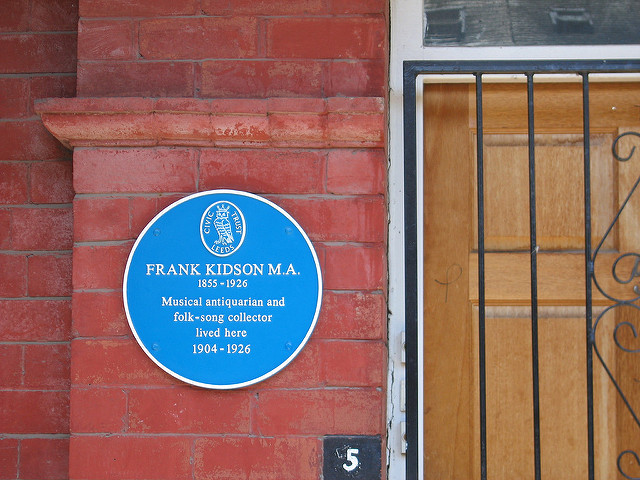 CIVIC TRUST
LEEDS
FRANK KIDSON M.A.
1855-1926
Musical antiquarian and
folk-song collector
lived here
1904-1926
5